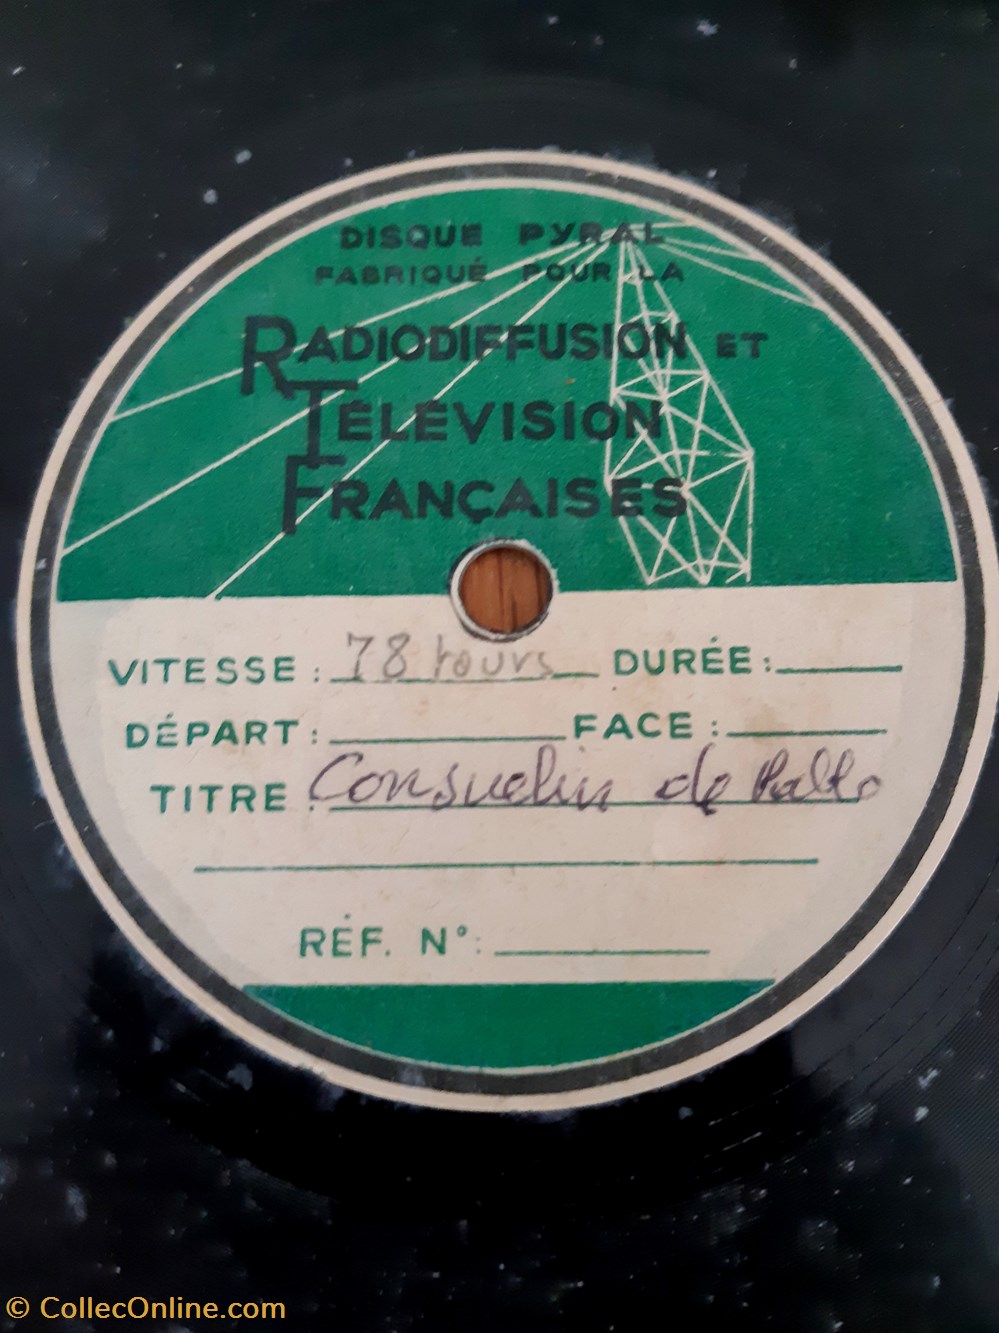 DISQUE PYRAL
FABRIQUÉ POUR LA
RADIODIFFUSION ET
TÉLÉVISION
FRANÇAISES
VITESSE : 78 tours DURÉE :
DÉPART : FACE :
TITRE : de
RÉF. N° :
© CollecOnline.com